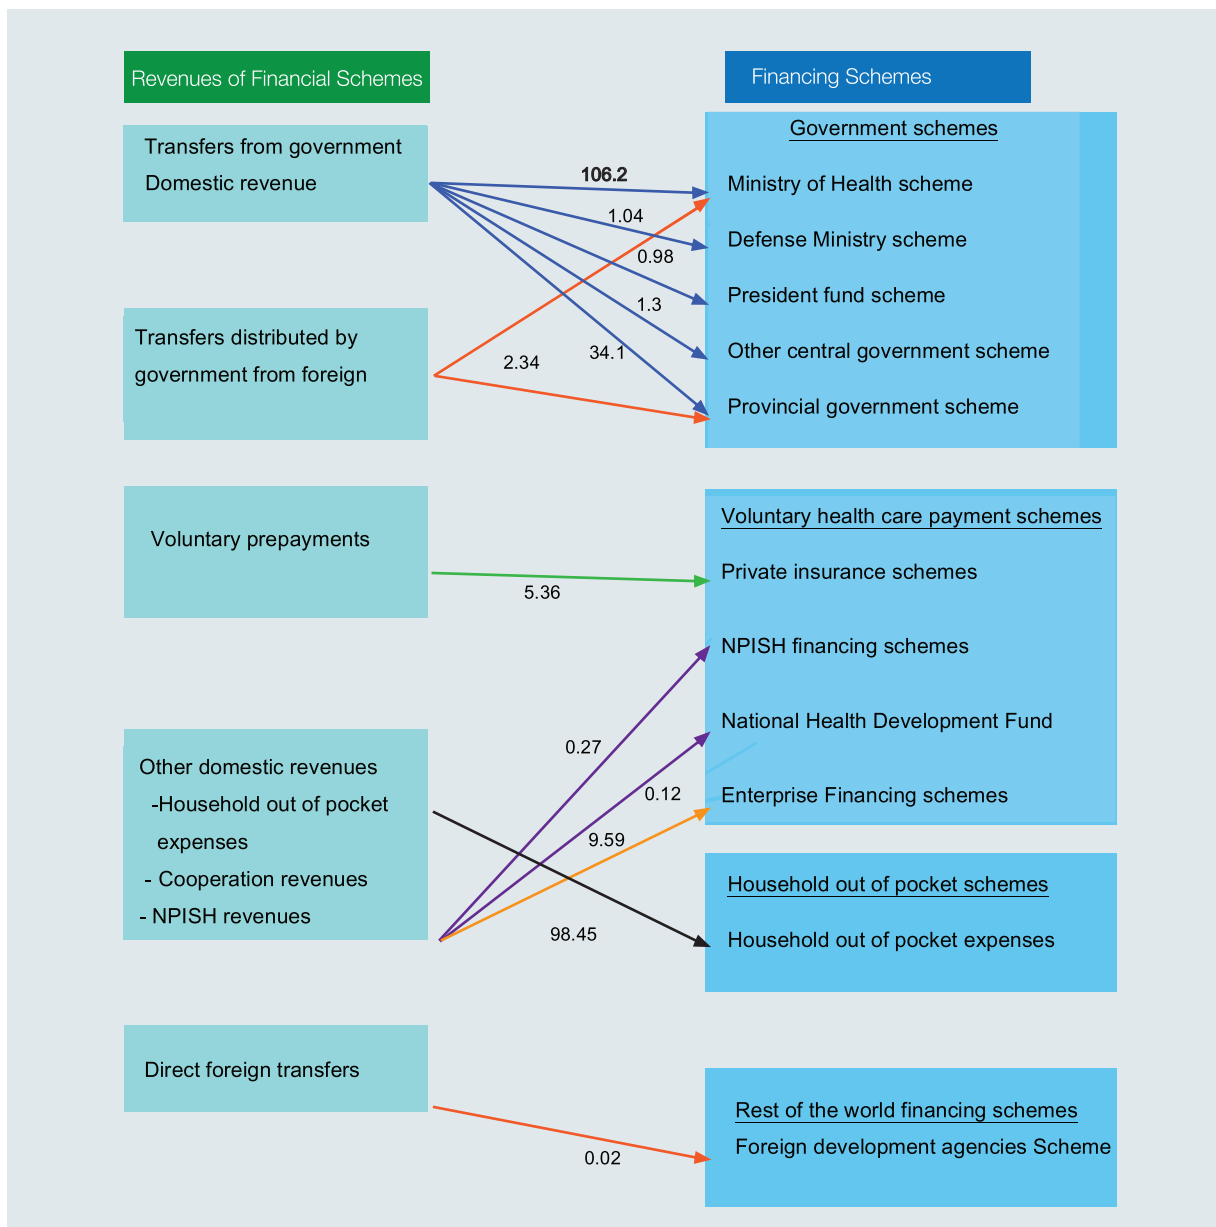 Revenues of Financial Schemes
Financing Schemes
Transfers from government
Domestic revenue
Transfers distributed by
government from foreign
Voluntary prepayments
Other domestic revenues
-Household out of pocket
expenses
- Cooperation revenues
- NPISH revenues
Direct foreign transfers
106.2
1.04
0.98
1.3
34.1
2.34
5.36
0.27
0.12
9.59
98.45
0.02
Government schemes
Ministry of Health scheme
Defense Ministry scheme
President fund scheme
Other central government scheme
Provincial government scheme
Voluntary health care payment schemes
Private insurance schemes
NPISH financing schemes
National Health Development Fund
Enterprise Financing schemes
Household out of pocket schemes
Household out of pocket expenses
Rest of the world financing schemes
Foreign development agencies Scheme